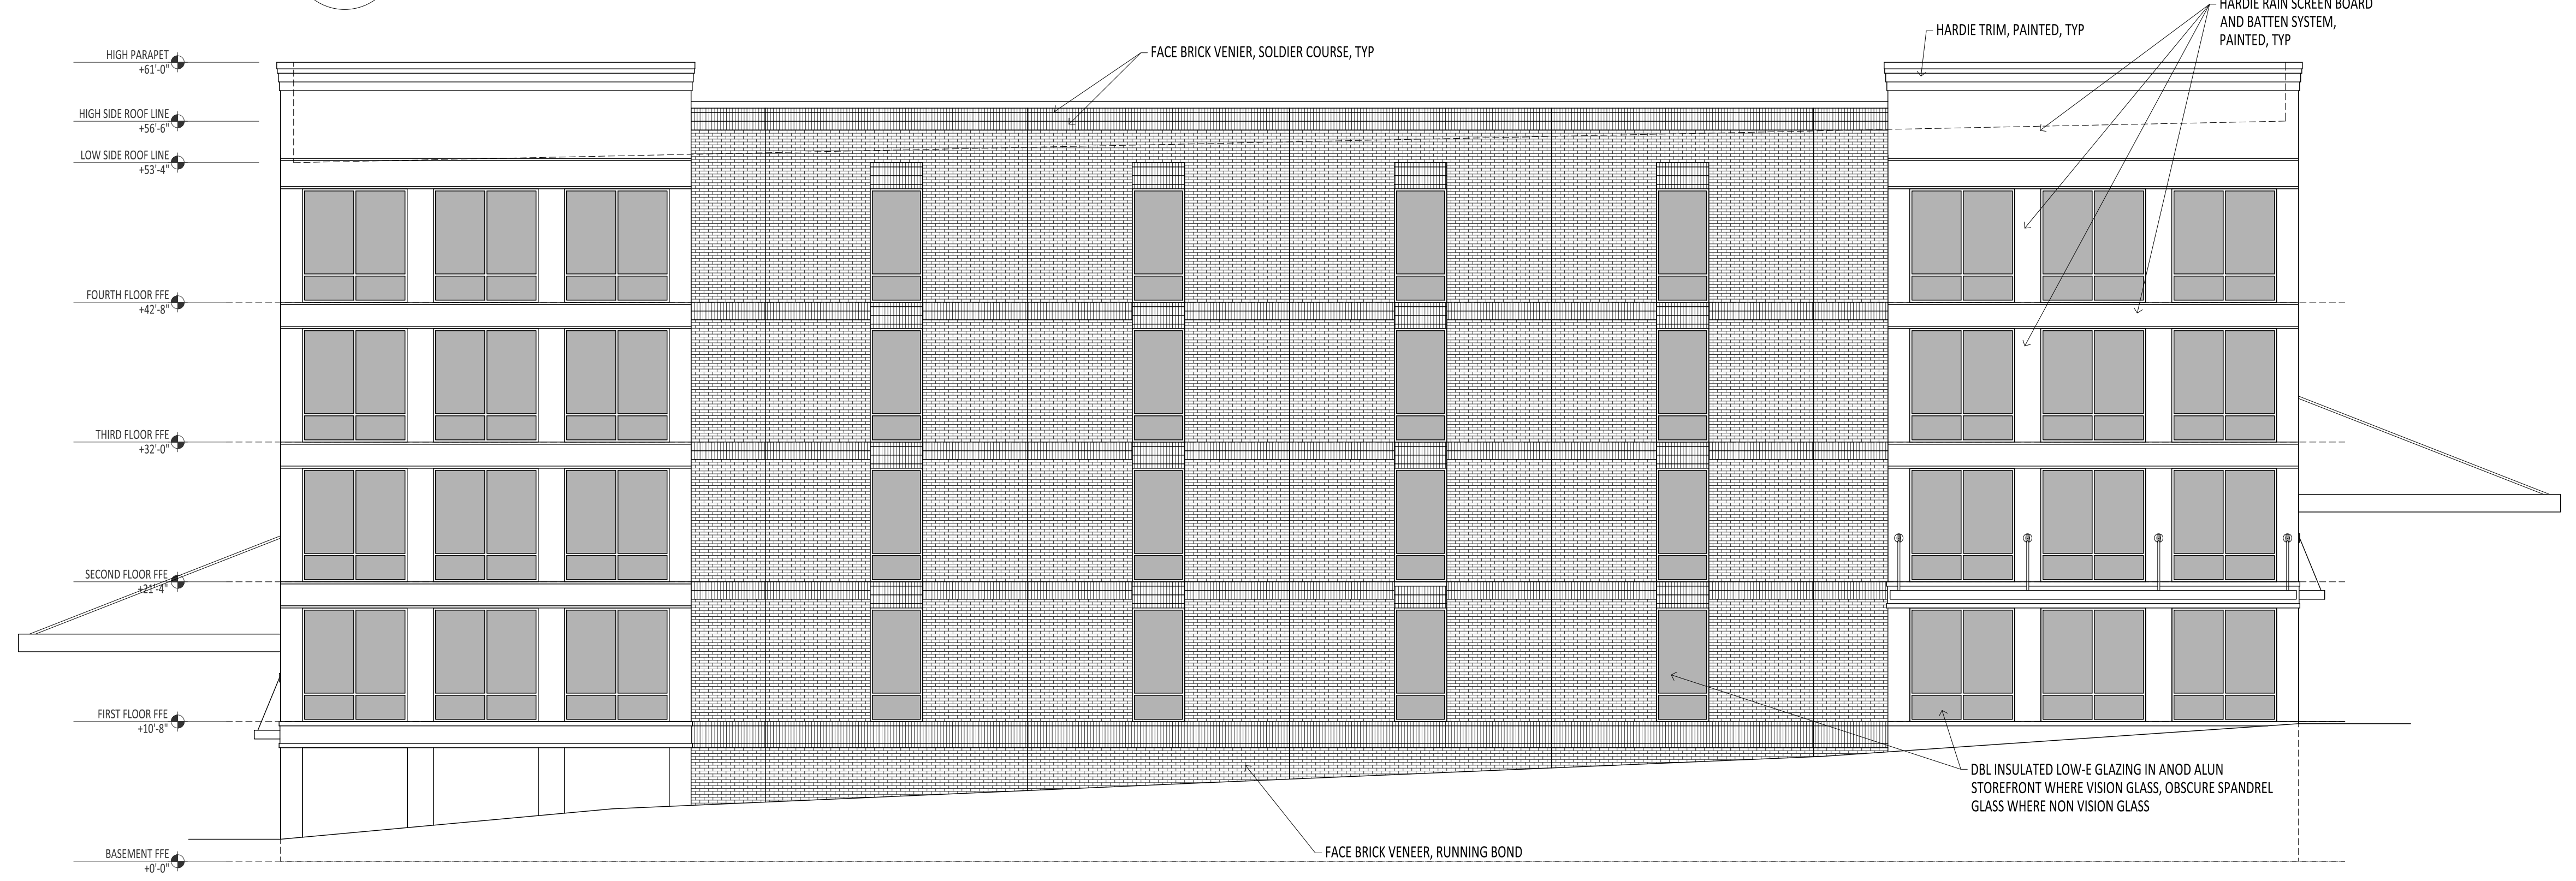 HARDIE RAIN SCREEN BOARD
AND BATTEN SYSTEM,
PAINTED, TYP
HARDIE TRIM, PAINTED, TYP
FACE BRICK VENIER, SOLDIER COURSE, TYP
HIGH PARAPET
+61'-0"
HIGH SIDE ROOF LINE
+56'-6"
LOW SIDE ROOF LINE
+53'-4"
FOURTH FLOOR FFE
+42'-8"
THIRD FLOOR FFE
+32'-0"
SECOND FLOOR FFE
+21'-4"
FIRST FLOOR FFE
+10'-8"
DBL INSULATED LOW-E GLAZING IN ANOD ALUN
STOREFRONT WHERE VISION GLASS, OBSCURE SPANDREL
GLASS WHERE NON VISION GLASS
FACE BRICK VENEER, RUNNING BOND
BASEMENT FFE
+0'-0"